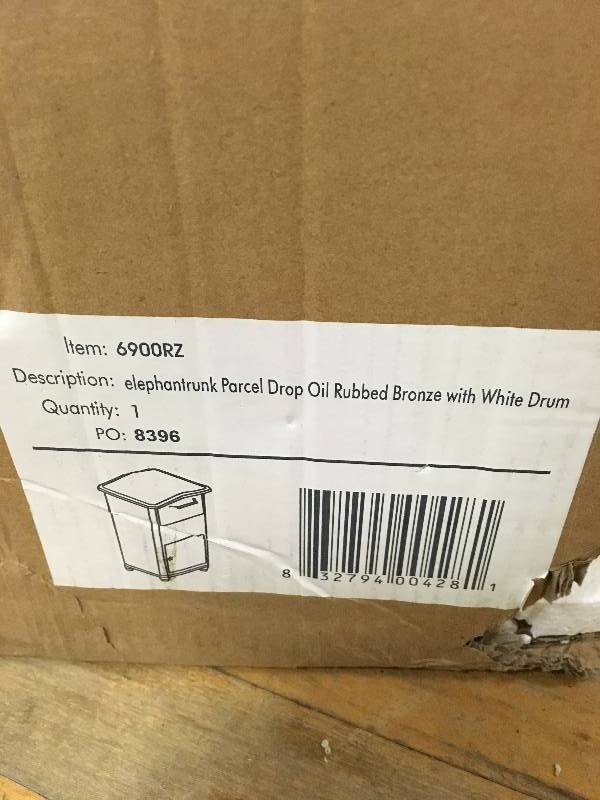 Item: 6900RZ
Description: elephantrunk Parcel Drop Oil Rubbed Bronze with White Drum
Quantity: 1
PO: 8396
8 32794 00428 1